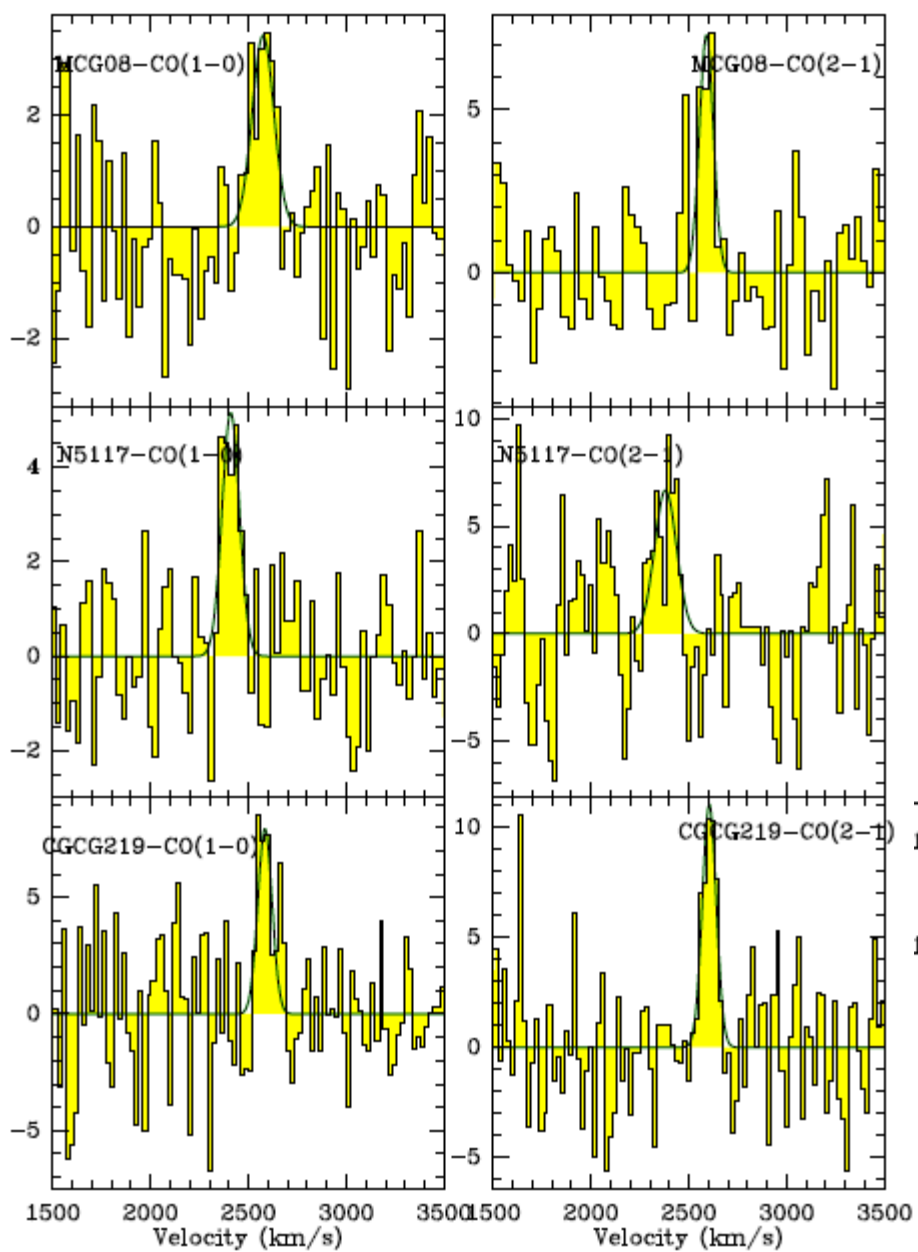 MCG08-CO(1-0)
MCG08-CO(2-1)
2
0
-2
5
0
N5117-CO(1-0)
N5117-CO(2-1)
4
2
0
-2
10
5
0
-5
CGCG219-CO(1-0)
CGCG219-CO(2-1)
5
0
-5
10
5
0
-5
1500 2000 2500 3000 3500
1500 2000 2500 3000 3500
Velocity (km/s)
Velocity (km/s)